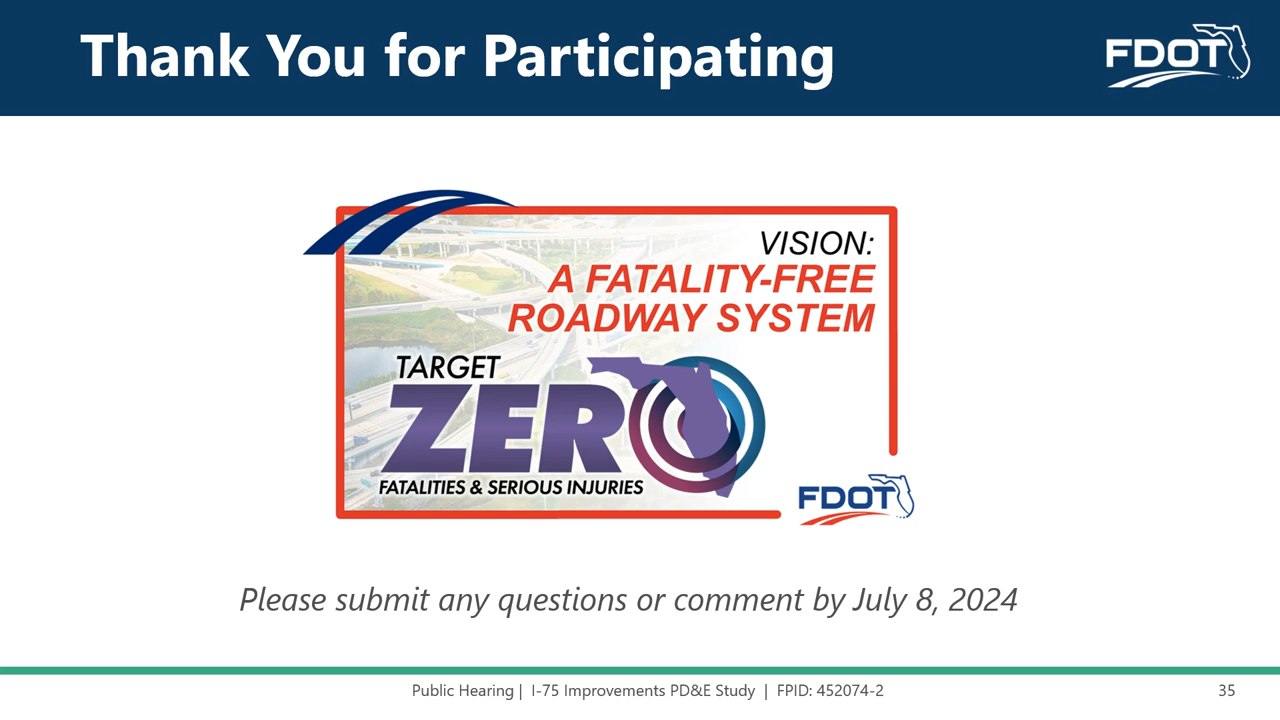 Thank You for Participating
FDOT
VISION:
A FATALITY-FREE
ROADWAY SYSTEM
TARGET
ZERO
FATALITIES & SERIOUS INJURIES
FDOT
Please submit any questions or comment by July 8, 2024
Public Hearing | I-75 Improvements PD&E Study | FPID: 452074-2
35